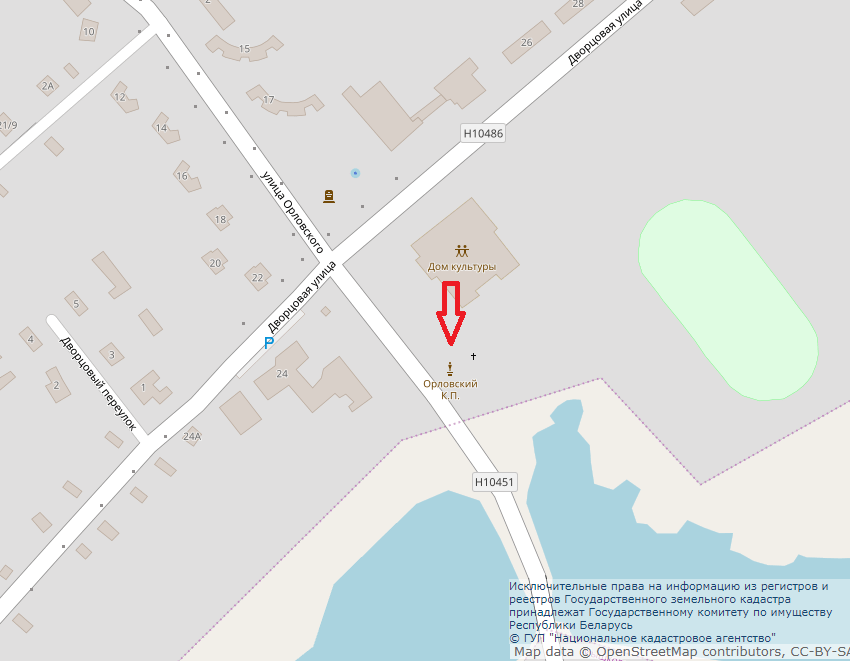 2
28
10
15
26
Дворцовая улица
2А
12
17
21/9
14
H10486
16
улица Орловского
18
20
22
Дом культуры
Дворцовая улица
5
P
4
3
Дворцовый переулок
2
1
24
Орловский
К.П.
24А
H10451
Исключительные права на информацию из регистров и
реестров Государственного земельного кадастра
принадлежат Государственному комитету по имуществу
Республики Беларусь
© ГУП "Национальное кадастровое агентство"
Map data © OpenStreetMap contributors, CC-BY-SA